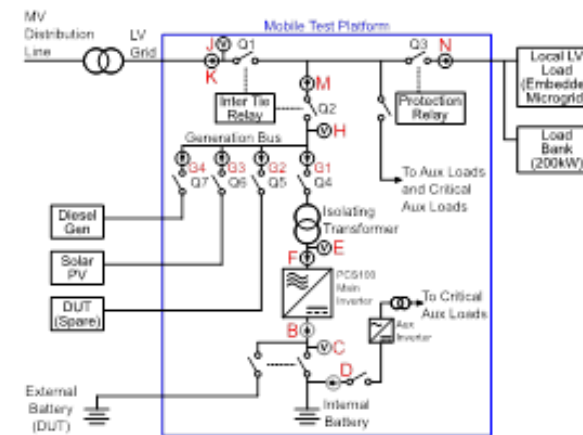 MV
Distribution
Line
LV
Grid
Mobile Test Platform
J
V
Q1
K
Q3
N
M
Inter Tie
Relay
Q2
Protection
Relay
V
H
Local LV
Load
(Embedde
Microgrid
Load
Bank
(200kW)
Generation Bus
G4
Q7
G3
Q6
G2
Q5
G1
Q4
To Aux Loads
and Critical
Aux Loads
Diesel
Gen
Solar
PV
DUT
(Spare)
Isolating
Transformer
V
E
F
PCS100
Main
Inverter
B
V
C
To Critical
Aux Loads
Aux
Inverter
D
External
Battery
(DUT)
Internal
Battery